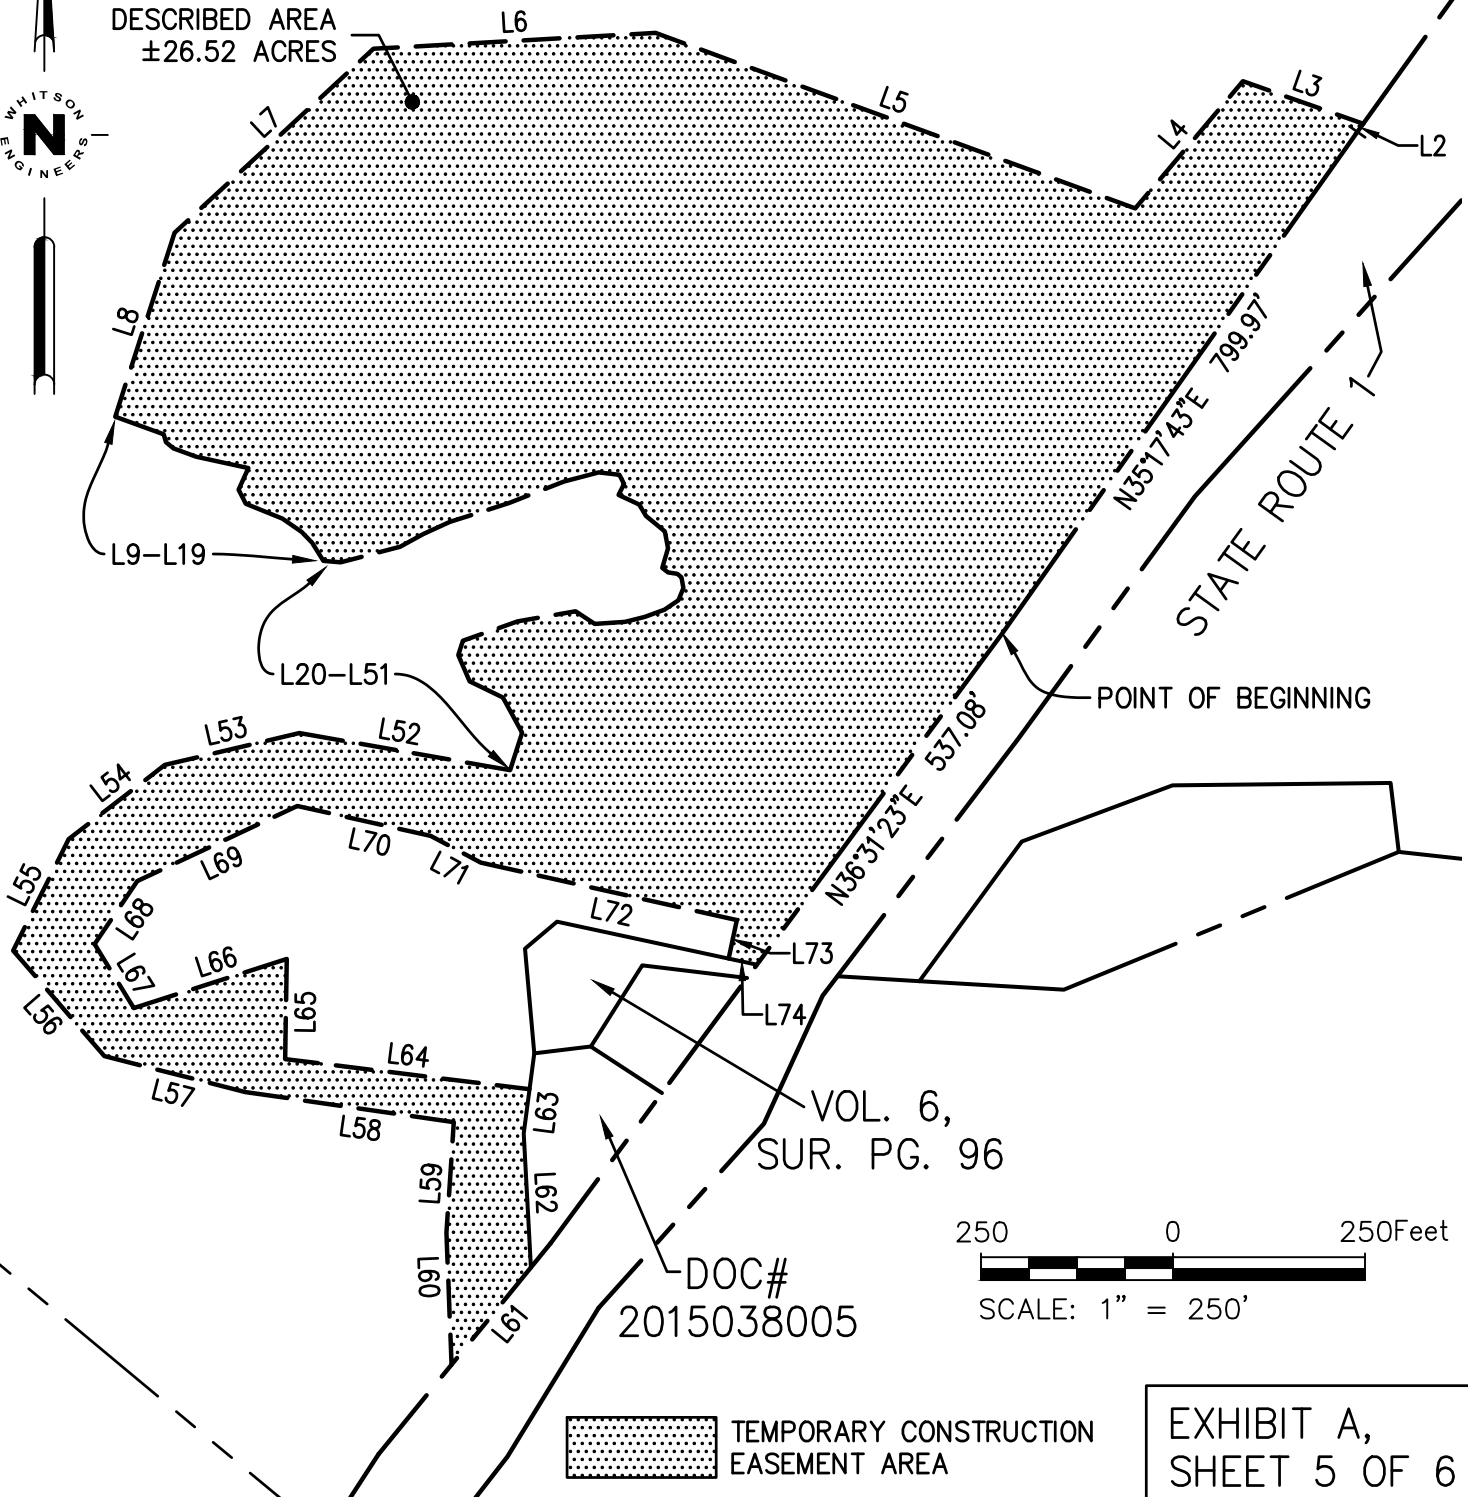 DESCRIBED AREA
±26.52 ACRES
L6
L5
L3
L4
L2
L7
L8
WHITSON
N
ENGINEERS
N35°17'43"E 799.97'
STATE ROUTE 1
L9-L19
L20-L51
POINT OF BEGINNING
N36°31'23"E 537.08'
L53
L52
L54
L55
L69
L70
L71
L72
L68
L67
L66
L56
L65
L64
L57
L58
L59
L60
L61
L62
L63
L73
L74
VOL. 6,
SUR. PG. 96
DOC#
2015038005
250 0 250Feet
SCALE: 1" = 250'
TEMPORARY CONSTRUCTION
EASEMENT AREA
EXHIBIT A,
SHEET 5 OF 6